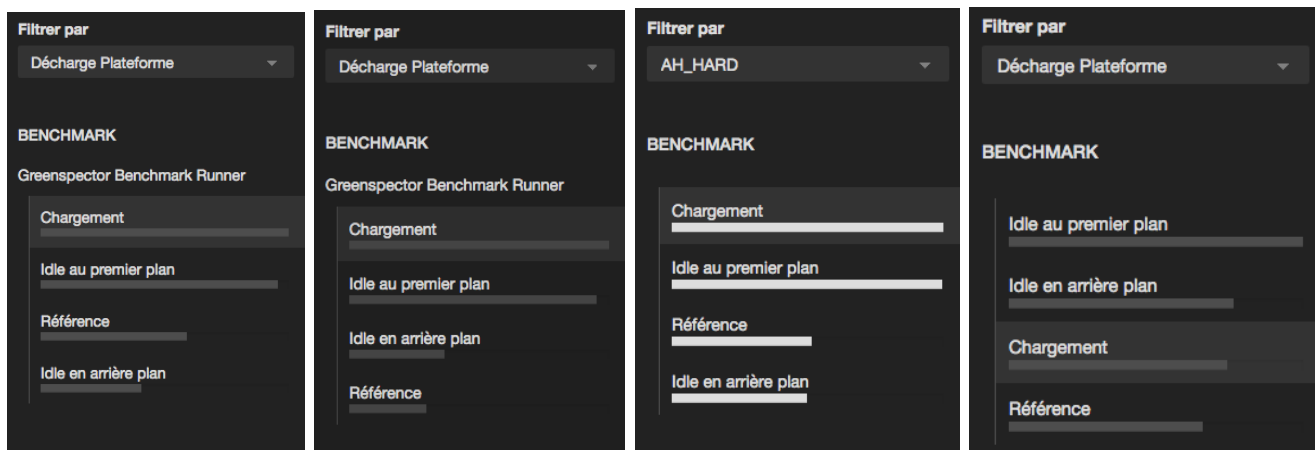 Filtrer par
Décharge Plateforme
BENCHMARK
Greenspector Benchmark Runner
Chargement
Idle au premier plan
Référence
Idle en arrière plan
Filtrer par
Décharge Plateforme
BENCHMARK
Greenspector Benchmark Runner
Chargement
Idle au premier plan
Idle en arrière plan
Référence
Filtrer par
AH_HARD
BENCHMARK
Chargement
Idle au premier plan
Référence
Idle en arrière plan
Filtrer par
Décharge Plateforme
BENCHMARK
Idle au premier plan
Idle en arrière plan
Chargement
Référence